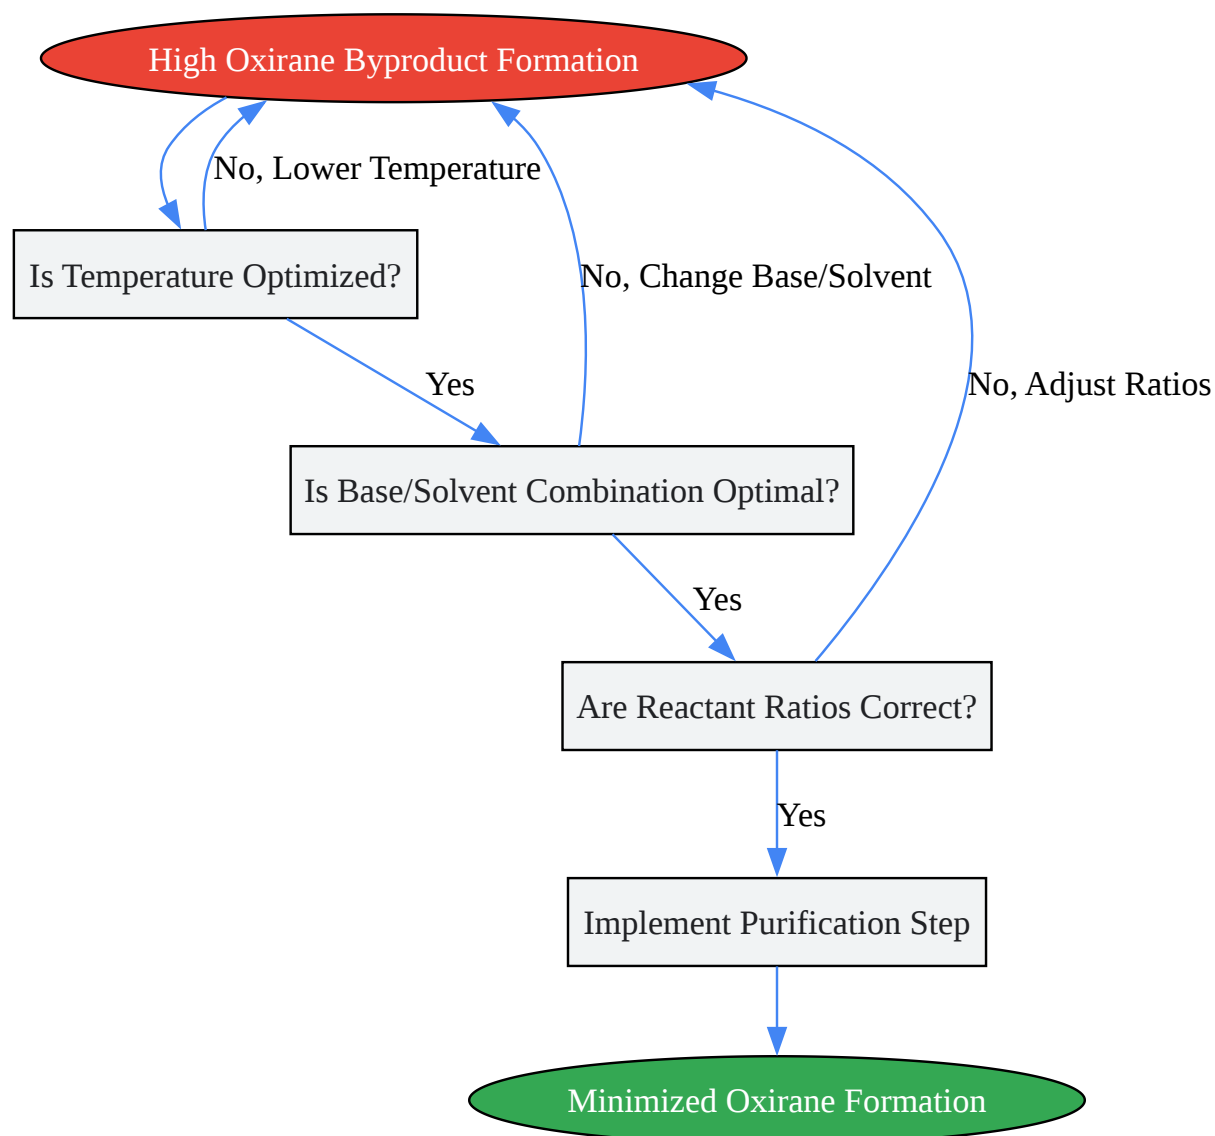 High Oxirane Byproduct Formation
No, Lower Temperature
Is Temperature Optimized?
No, Change Base/Solvent
Yes
No, Adjust Ratios
Is Base/Solvent Combination Optimal?
Yes
Are Reactant Ratios Correct?
Yes
Implement Purification Step
Minimized Oxirane Formation